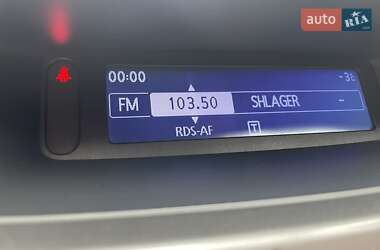 auto RIA
00:00 -3
FM 103.50 SHLAGER -
RDS-AF T